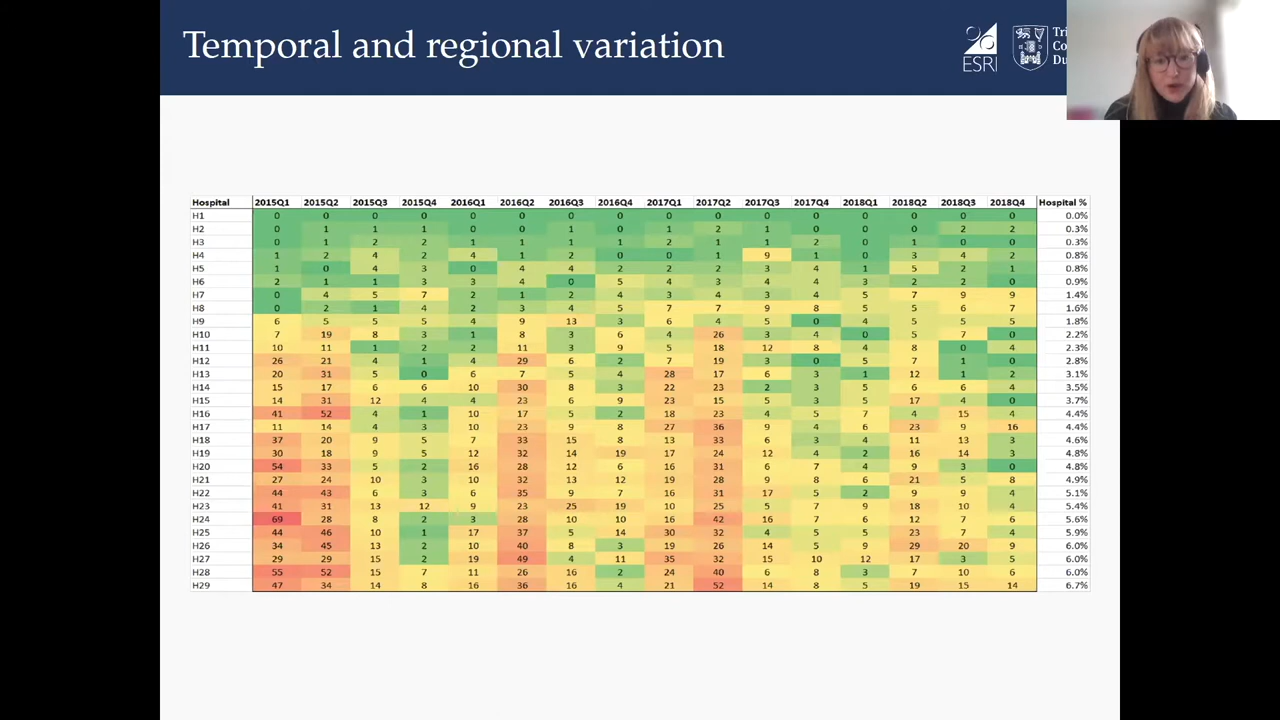 Temporal and regional variation
ESRI
Tri
Co
Du
Hospital 2015Q1 2015Q2 2015Q3 2015Q4 2016Q1 2016Q2 2016Q3 2016Q4 2017Q1 2017Q2 2017Q3 2017Q4 2018Q1 2018Q2 2018Q3 2018Q4 Hospital %
H1 0 0 0 0 0 0 0 0 0 0 0 0 0 0 0 0 0.0%
H2 0 1 1 1 0 0 1 0 1 2 1 0 0 0 2 2 0.3%
H3 0 1 2 2 1 1 1 1 2 1 1 2 0 1 0 0 0.3%
H4 1 2 4 2 4 1 2 0 0 1 9 1 0 3 4 2 0.8%
H5 1 0 4 3 0 4 4 2 2 2 3 4 1 5 2 1 0.8%
H6 2 1 1 3 3 4 0 5 4 3 4 4 3 2 2 0 0.9%
H7 0 4 5 7 2 1 2 4 3 4 3 4 5 7 9 9 1.4%
H8 0 2 1 4 2 3 4 5 7 7 9 8 5 5 6 7 1.6%
H9 6 5 5 5 4 9 13 3 6 4 5 0 4 5 5 4 1.8%
H10 7 19 8 3 1 8 3 6 4 26 5 4 0 5 4 0 2.2%
H11 10 11 1 2 2 11 3 9 5 18 12 8 4 8 0 4 2.3%
H12 26 21 4 1 4 29 6 2 7 19 3 0 5 7 1 0 2.8%
H13 20 31 5 0 6 7 5 4 28 17 6 3 1 12 1 2 3.1%
H14 15 17 6 6 10 30 8 3 22 23 2 3 5 6 6 4 3.5%
H15 14 31 12 4 4 23 6 9 23 15 5 3 5 17 4 0 3.7%
H16 41 52 4 1 10 17 5 2 18 23 4 5 7 4 15 4 4.4%
H17 11 14 4 3 10 23 9 8 27 36 9 4 6 23 9 16 4.4%
H18 37 20 9 5 7 33 15 8 13 33 6 3 4 11 13 3 4.6%
H19 30 18 9 5 12 32 14 19 17 24 12 4 2 16 14 4 4.8%
H20 54 33 5 2 16 28 12 6 16 31 6 7 4 9 3 0 4.8%
H21 27 24 10 3 10 32 13 12 19 28 9 8 6 21 5 8 4.9%
H22 44 43 6 3 6 35 9 7 16 31 17 5 2 9 9 4 5.1%
H23 41 31 13 12 9 23 25 19 10 25 5 7 6 18 10 4 5.4%
H24 69 28 8 2 3 28 10 10 16 42 16 7 6 12 7 6 5.6%
H25 44 46 10 1 17 37 5 14 30 32 4 5 5 23 7 4 5.9%
H26 34 45 13 2 10 40 8 3 19 26 14 5 9 29 20 9 6.0%
H27 29 29 15 2 19 49 4 11 35 32 15 10 12 17 3 5 6.0%
H28 55 52 15 7 11 26 16 2 24 40 6 8 3 7 10 6 6.0%
H29 47 34 14 8 16 36 16 4 21 52 14 8 5 19 15 14 6.7%